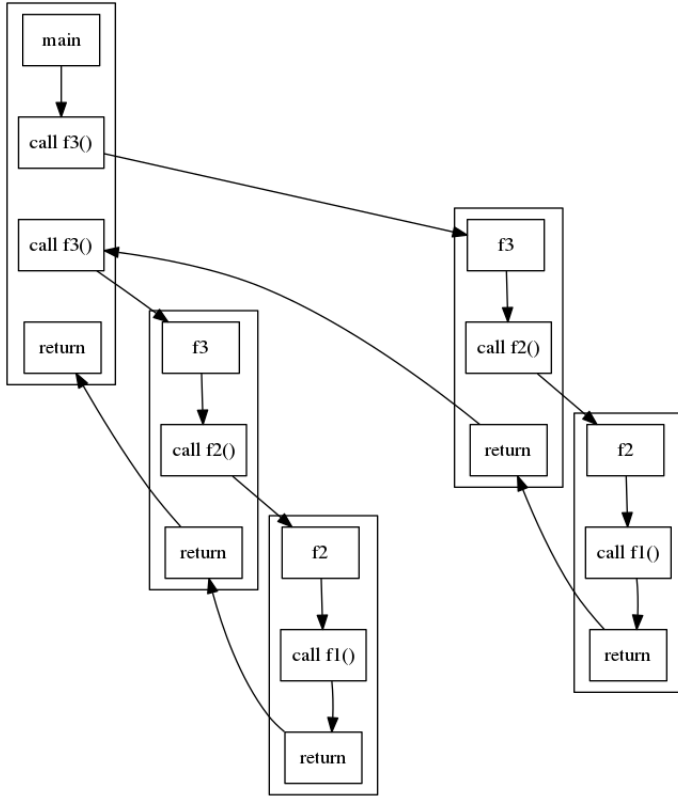 main
call f3()
call f3()
return
f3
call f2()
return
f2
call f1()
return
f3
call f2()
return
f2
call f1()
return